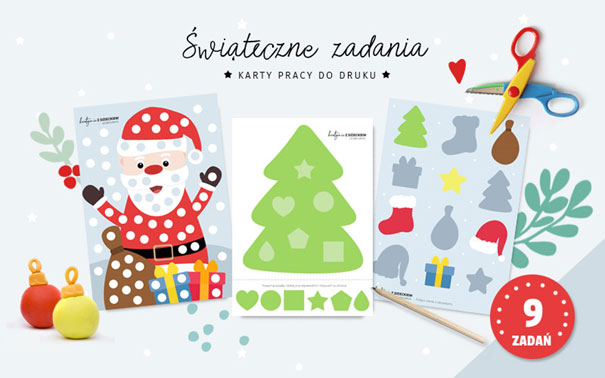 Świąteczne zadania
KARTY PRACY DO DRUKU
9
ZADAŃ